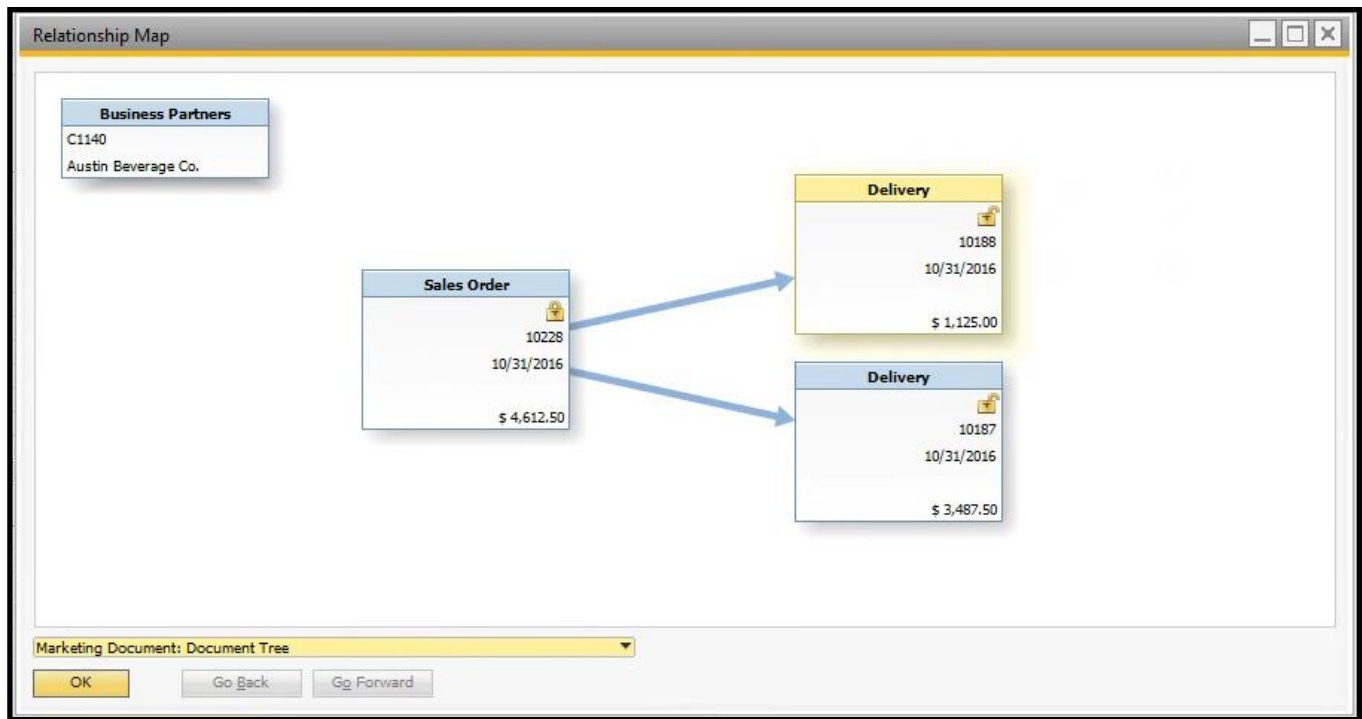 Relationship Map
Business Partners
C1140
Austin Beverage Co.
Sales Order
10228
10/31/2016
$ 4,612.50
Delivery
10188
10/31/2016
$ 1,125.00
Delivery
10187
10/31/2016
$ 3,487.50
Marketing Document: Document Tree
OK
Go Back
Go Forward